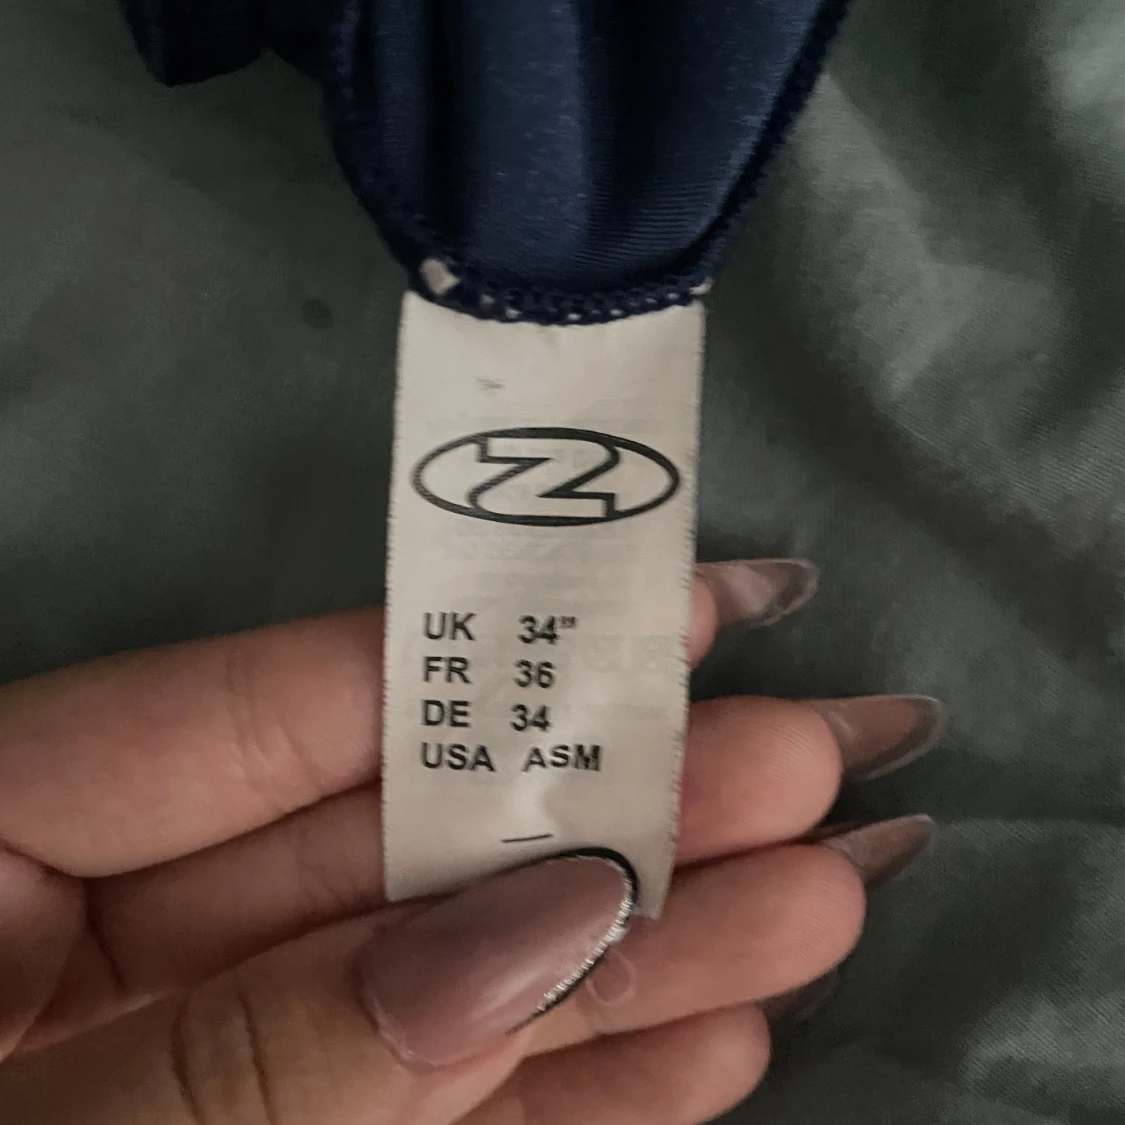 Z
UK 34"
FR 36
DE 34
USA ASM